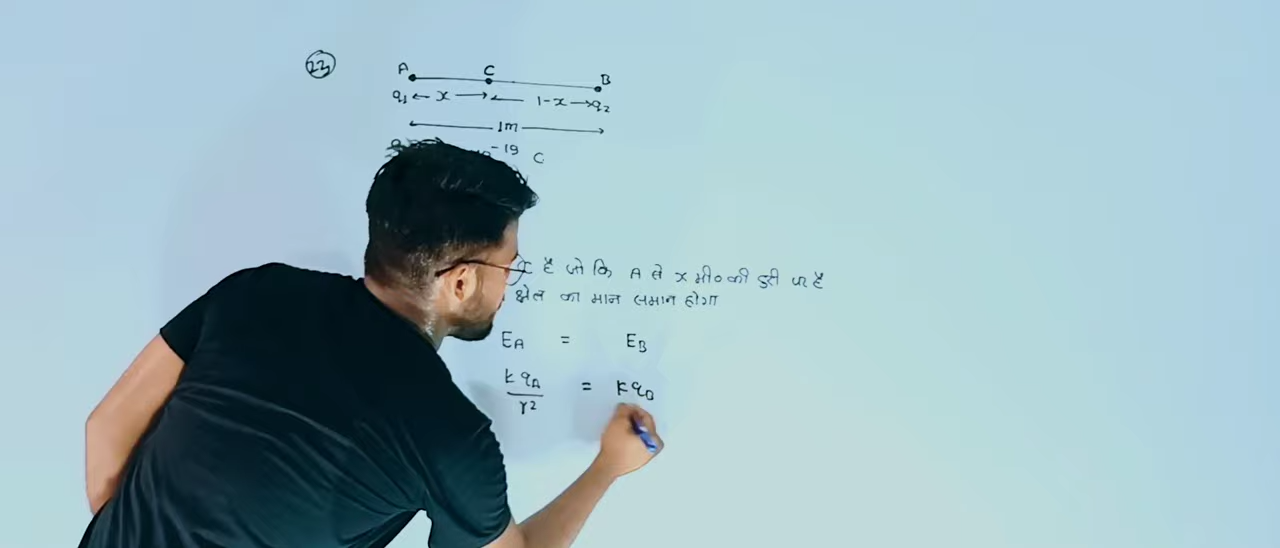 22
A C B
q1 ← x → ← 1-x → q2
1m
-19 C
C है जो कि A से x मी० की दूरी पर है
क्षेत्र का मान समान होगा
EA = EB
kqA = kqB
r2